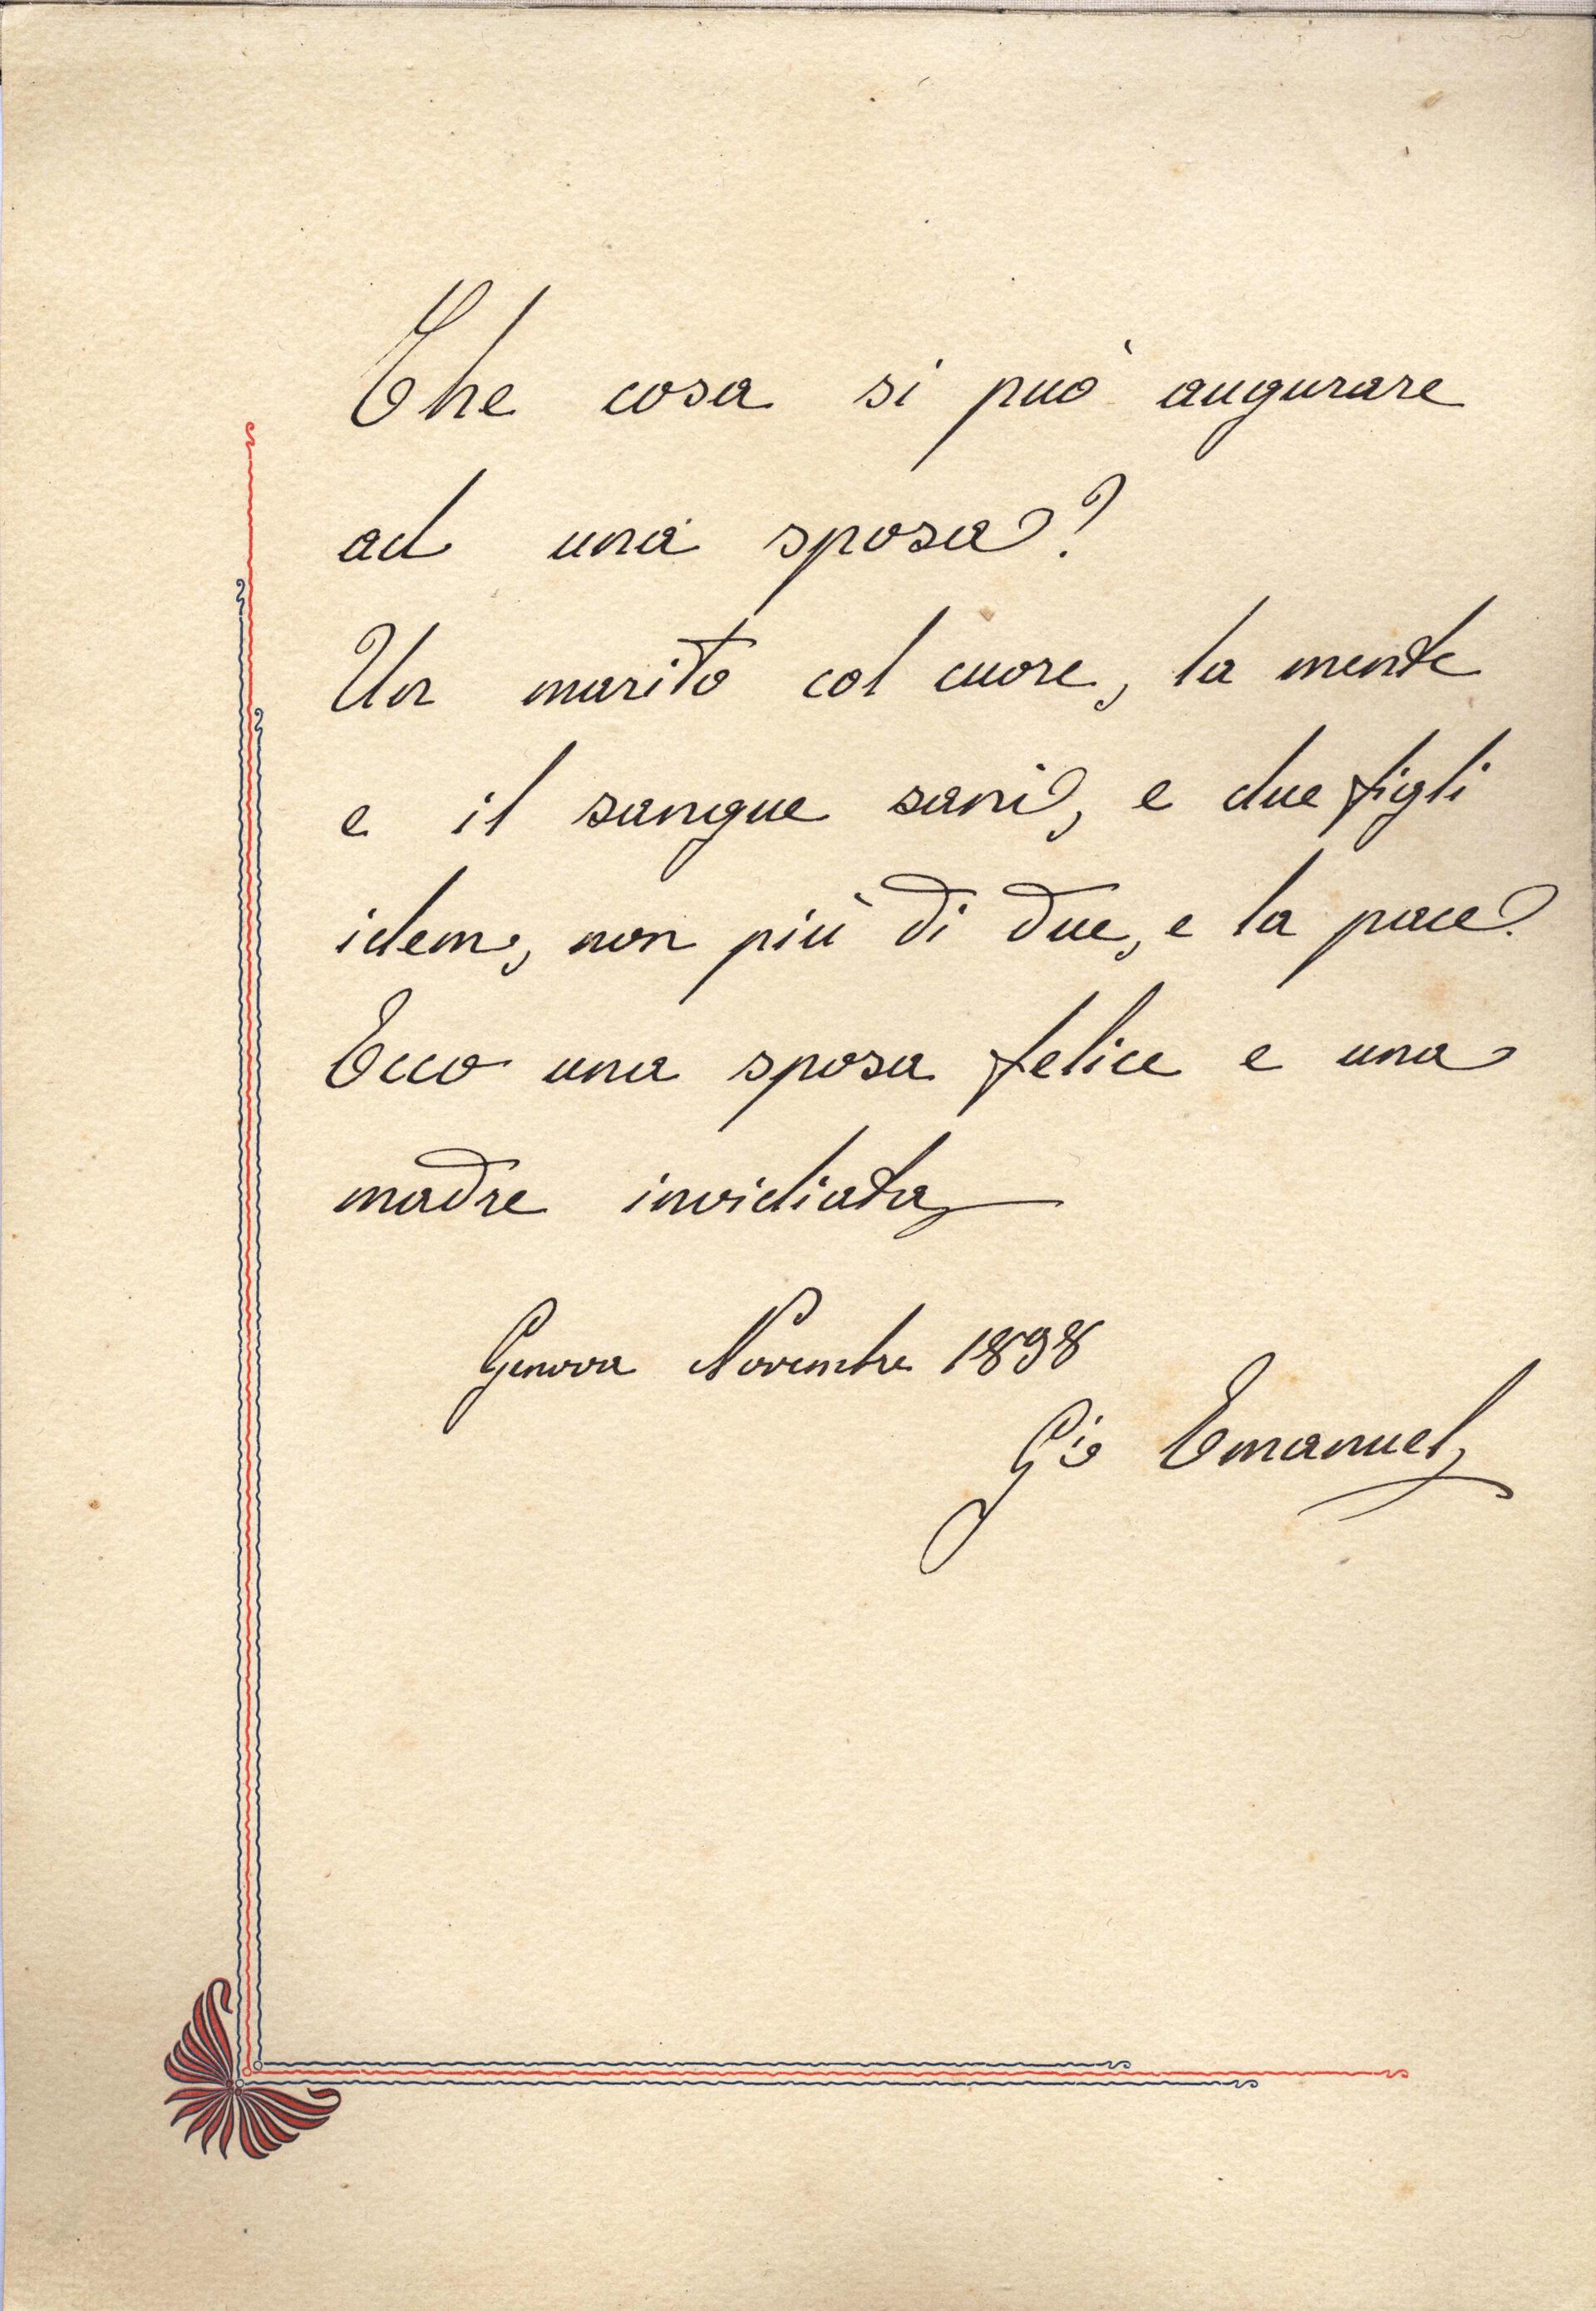 Che cosa si può augurare
ad una sposa?
Un marito col cuore, la mente
e il sangue sani, e due figli
idem, non più di due, e la pace.
Ecco una sposa felice e una
madre invidiata
Genova Novembre 1898
Gio Emanuel